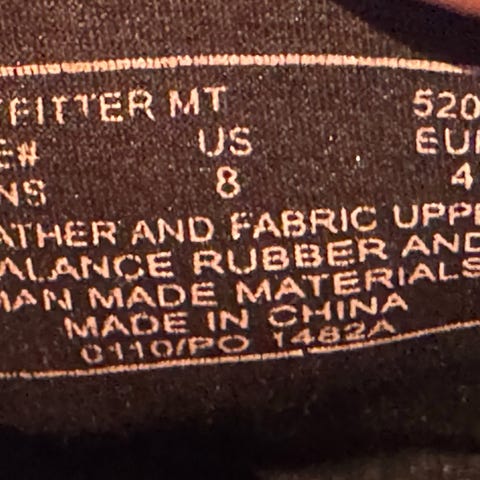 FITTER MT 520
E# US EU
NS 8 4
ATHER AND FABRIC UPPE
ALANCE RUBBER AND
MAN MADE MATERIALS
MADE IN CHINA
0110/PO 1482A